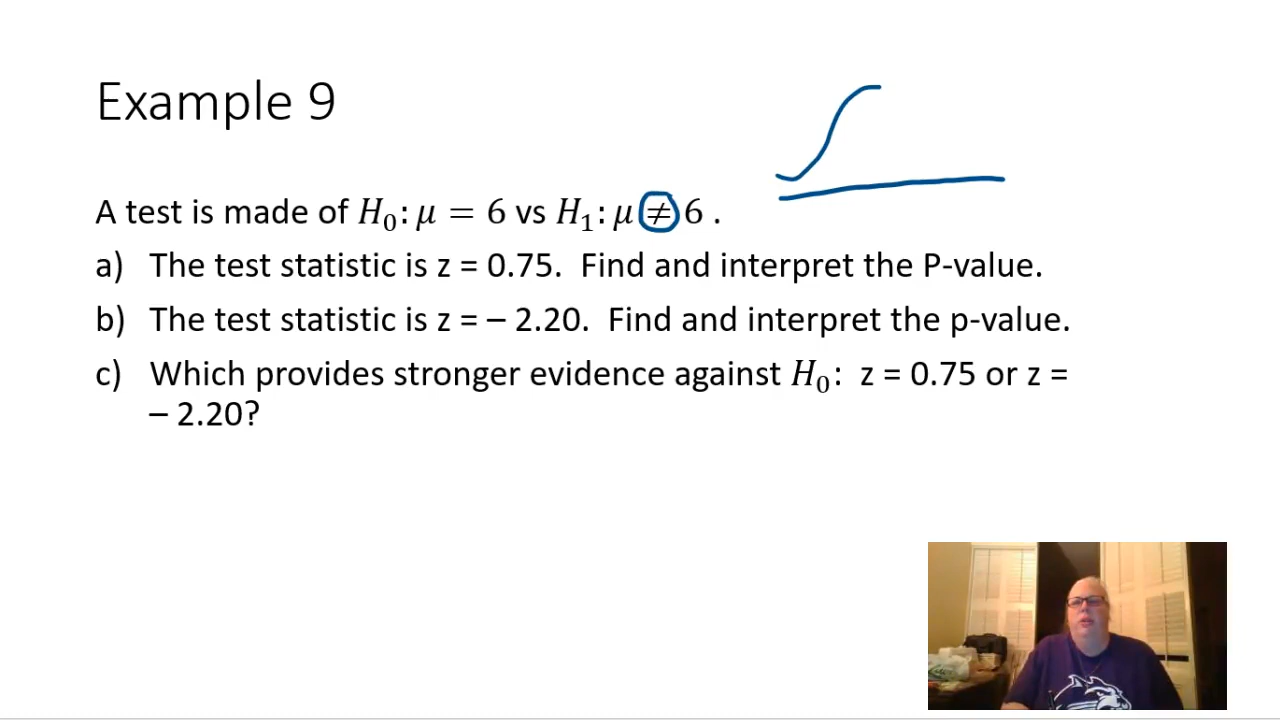 Example 9
A test is made of H₀: μ = 6 vs H₁: μ ≠ 6 .
a) The test statistic is z = 0.75. Find and interpret the P-value.
b) The test statistic is z = – 2.20. Find and interpret the p-value.
c) Which provides stronger evidence against H₀: z = 0.75 or z =
– 2.20?